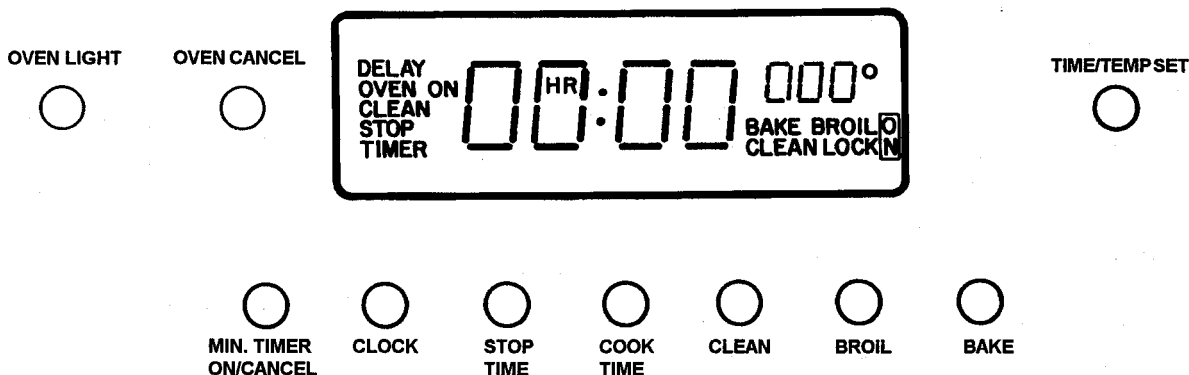 OVEN LIGHT
OVEN CANCEL
DELAY
OVEN ON
CLEAN
STOP
TIMER
00:00
HR
000°
BAKE BROIL
CLEAN LOCK
ON
TIME/TEMP SET
MIN. TIMER
ON/CANCEL
CLOCK
STOP
TIME
COOK
TIME
CLEAN
BROIL
BAKE